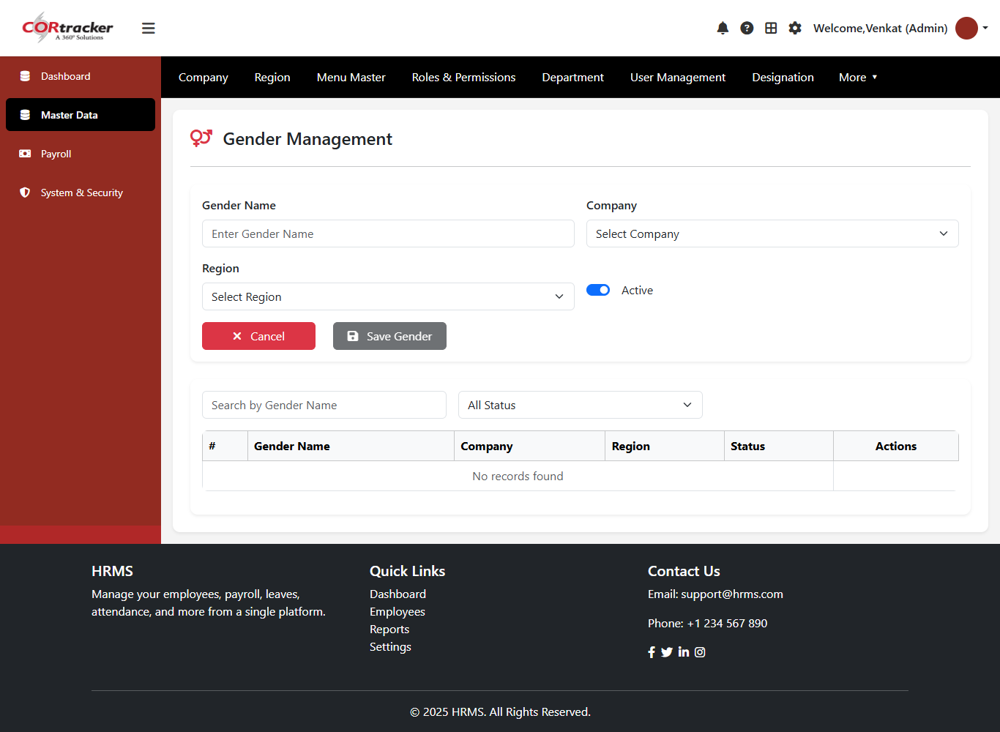 CORtracker
A 360° Solutions
Welcome,Venkat (Admin)
Dashboard
Master Data
Payroll
System & Security
Company Region Menu Master Roles & Permissions Department User Management Designation More
Gender Management
Gender Name
Enter Gender Name
Company
Select Company
Region
Select Region
Active
Cancel
Save Gender
Search by Gender Name
All Status
# Gender Name Company Region Status Actions
No records found
HRMS
Manage your employees, payroll, leaves,
attendance, and more from a single platform.
Quick Links
Dashboard
Employees
Reports
Settings
Contact Us
Email: support@hrms.com
Phone: +1 234 567 890
© 2025 HRMS. All Rights Reserved.